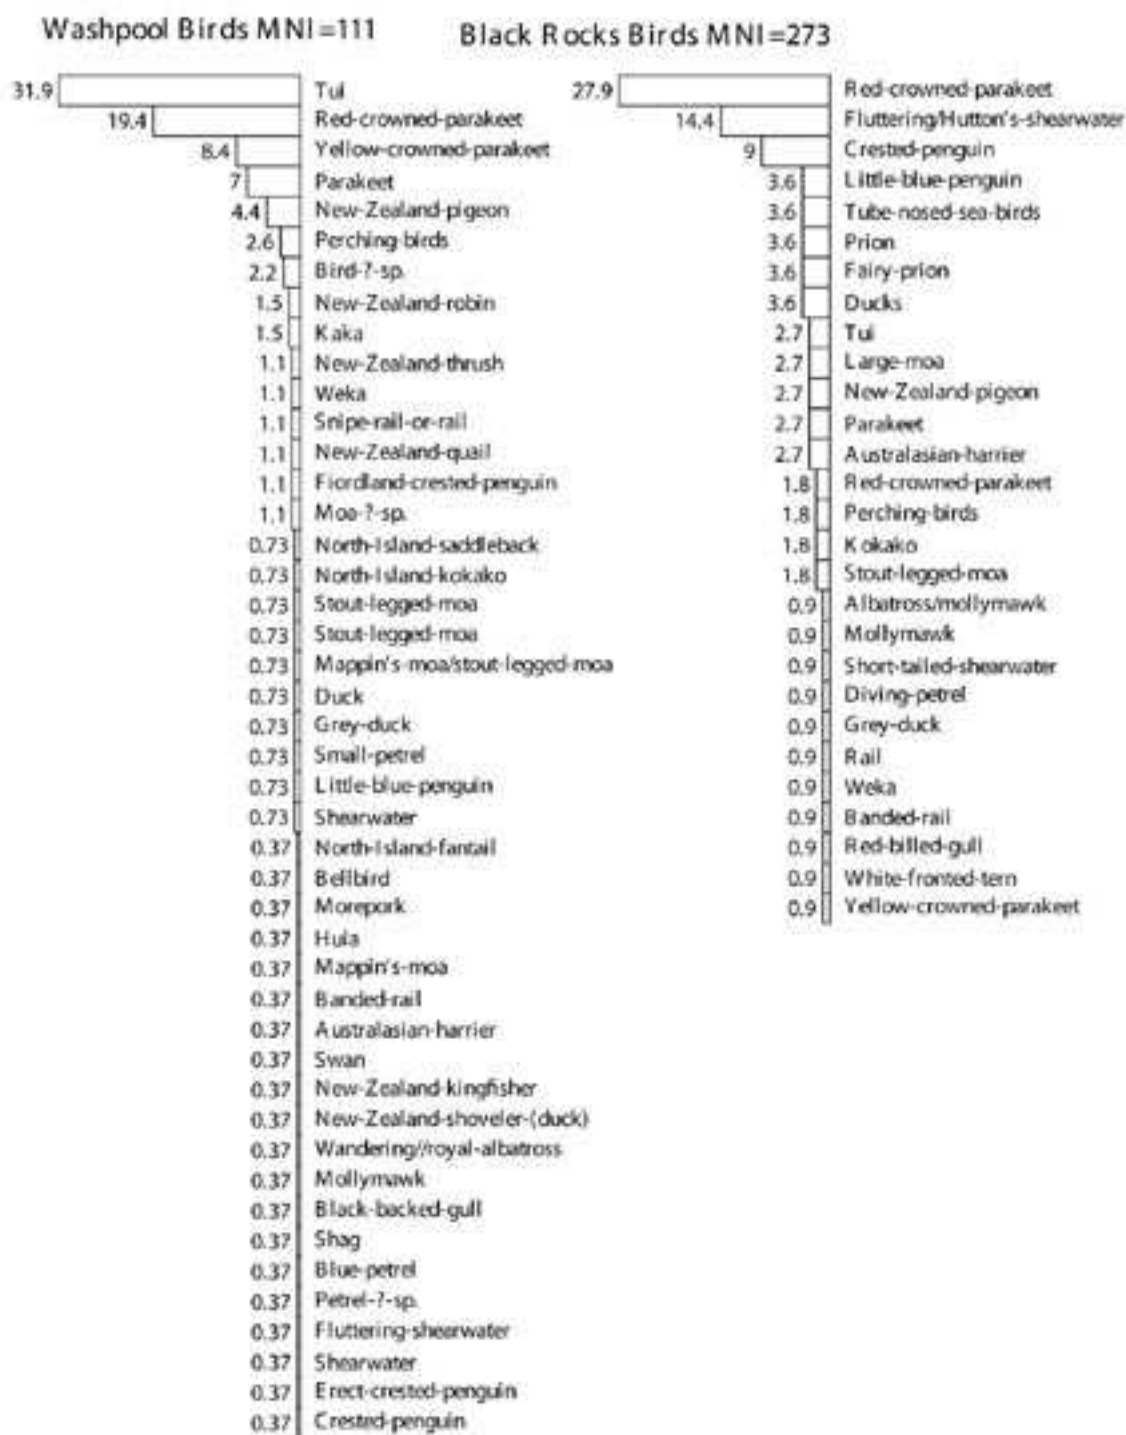 Washpool Birds MNI=111
31.9 Tui
19.4 Red-crowned-parakeet
8.4 Yellow-crowned-parakeet
7 Parakeet
4.4 New-Zealand-pigeon
2.6 Perching-birds
2.2 Bird-?-sp.
1.5 New-Zealand-robin
1.5 Kaka
1.1 New-Zealand-thrush
1.1 Weka
1.1 Snipe-rail-or-rail
1.1 New-Zealand-quail
1.1 Fiordland-crested-penguin
1.1 Moa-?-sp.
0.73 North-Island-saddleback
0.73 North-Island-kokako
0.73 Stout-legged-moa
0.73 Stout-legged-moa
0.73 Mappin's-moa/stout-legged-moa
0.73 Duck
0.73 Grey-duck
0.73 Small-petrel
0.73 Little-blue-penguin
0.73 Shearwater
0.37 North-Island-fantail
0.37 Bellbird
0.37 Morepork
0.37 Huia
0.37 Mappin's-moa
0.37 Banded-rail
0.37 Australasian-harrier
0.37 Swan
0.37 New-Zealand-kingfisher
0.37 New-Zealand-shoveler-(duck)
0.37 Wandering//royal-albatross
0.37 Mollymawk
0.37 Black-backed-gull
0.37 Shag
0.37 Blue-petrel
0.37 Petrel-?-sp.
0.37 Fluttering-shearwater
0.37 Shearwater
0.37 Erect-crested-penguin
0.37 Crested-penguin
Black Rocks Birds MNI=273
27.9 Red-crowned-parakeet
14.4 Fluttering/Hutton's-shearwater
9 Crested-penguin
3.6 Little-blue-penguin
3.6 Tube-nosed-sea-birds
3.6 Prion
3.6 Fairy-prion
3.6 Ducks
2.7 Tui
2.7 Large-moa
2.7 New-Zealand-pigeon
2.7 Parakeet
2.7 Australasian-harrier
1.8 Red-crowned-parakeet
1.8 Perching-birds
1.8 Kokako
1.8 Stout-legged-moa
0.9 Albatross/mollymawk
0.9 Mollymawk
0.9 Short-tailed-shearwater
0.9 Diving-petrel
0.9 Grey-duck
0.9 Rail
0.9 Weka
0.9 Banded-rail
0.9 Red-billed-gull
0.9 White-fronted-tern
0.9 Yellow-crowned-parakeet